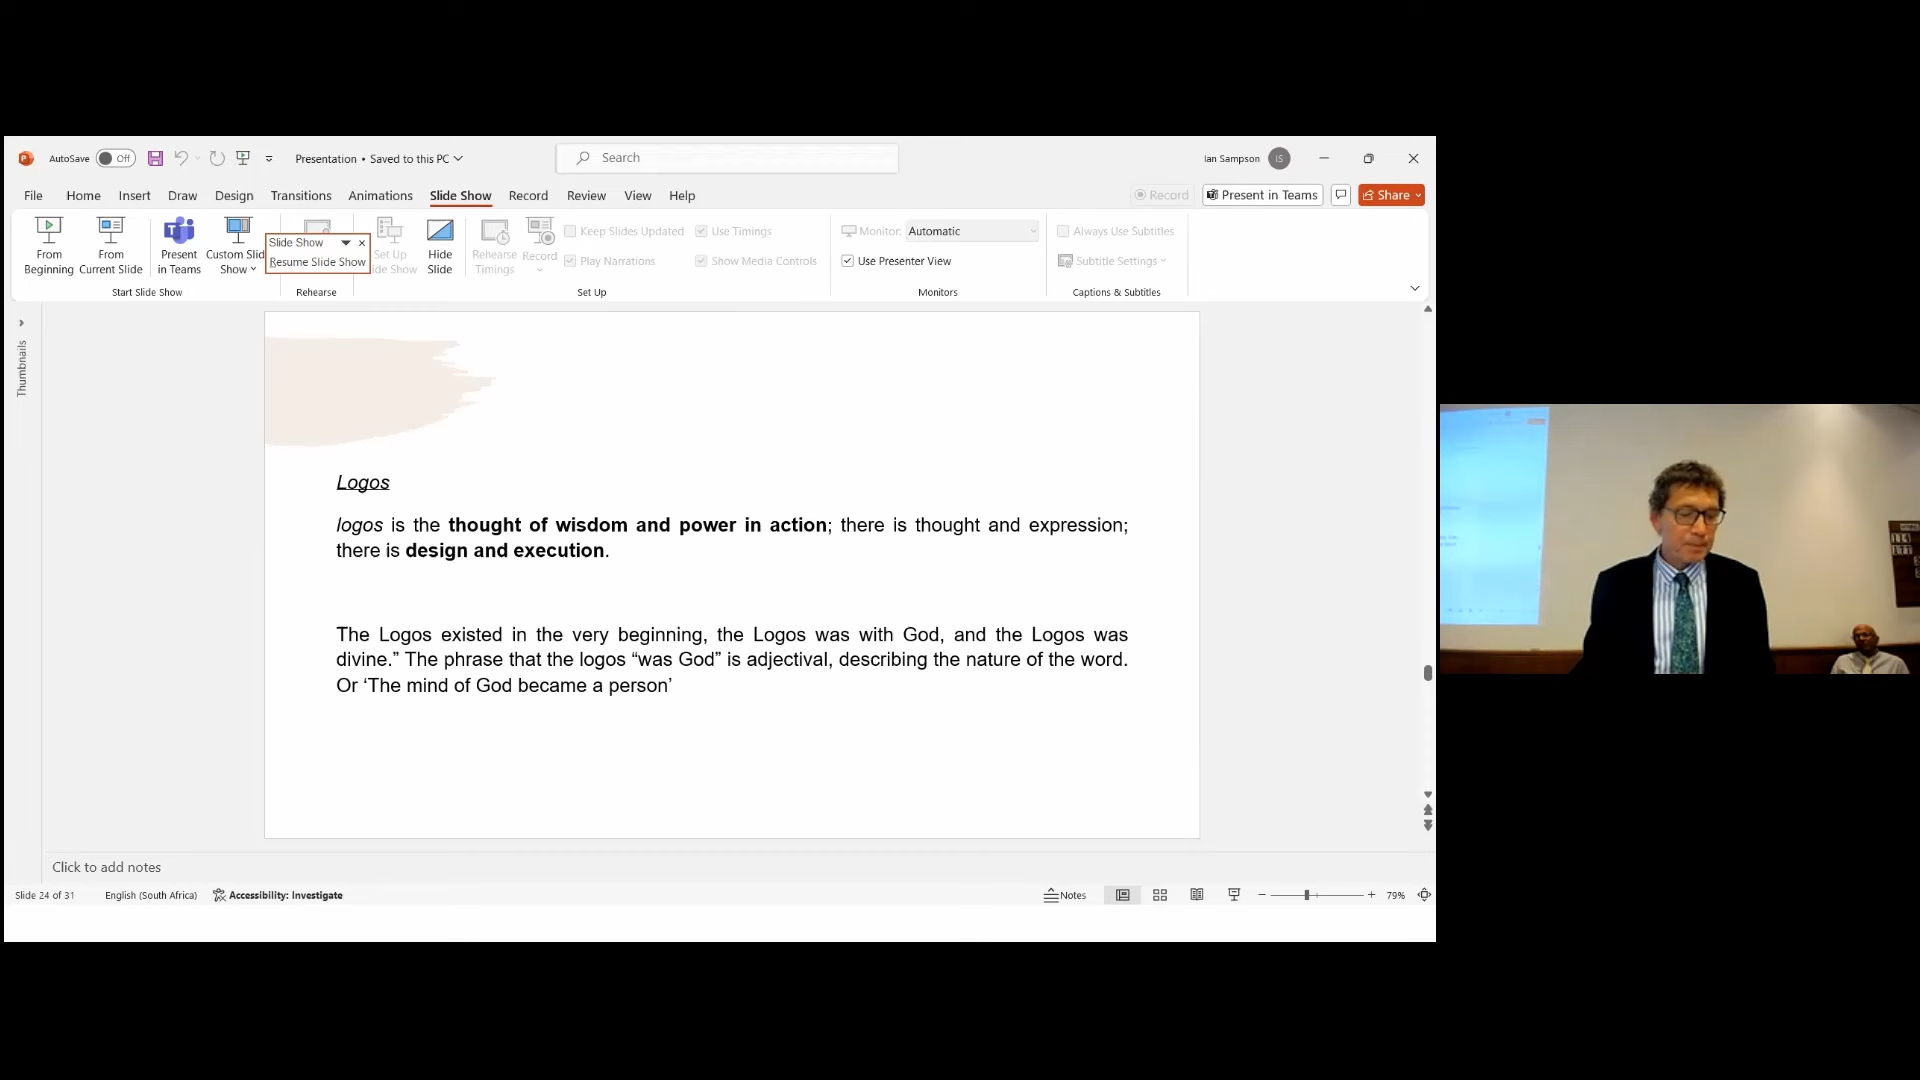 AutoSave Off Presentation • Saved to this PC Search Ian Sampson IS
File Home Insert Draw Design Transitions Animations Slide Show Record Review View Help Record Present in Teams Share
From Beginning
From Current Slide
Present in Teams
Custom Slid Show
Start Slide Show
Slide Show
Resume Slide Show
Rehearse
Set Up ide Show
Hide Slide
Rehearse Timings
Record
Keep Slides Updated
Play Narrations
Use Timings
Show Media Controls
Set Up
Monitor: Automatic
Use Presenter View
Monitors
Always Use Subtitles
Subtitle Settings
Captions & Subtitles
Thumbnails
Logos
logos is the thought of wisdom and power in action; there is thought and expression;
there is design and execution.
The Logos existed in the very beginning, the Logos was with God, and the Logos was
divine.” The phrase that the logos “was God” is adjectival, describing the nature of the word.
Or ‘The mind of God became a person’
Click to add notes
Slide 24 of 31 English (South Africa) Accessibility: Investigate Notes 79%